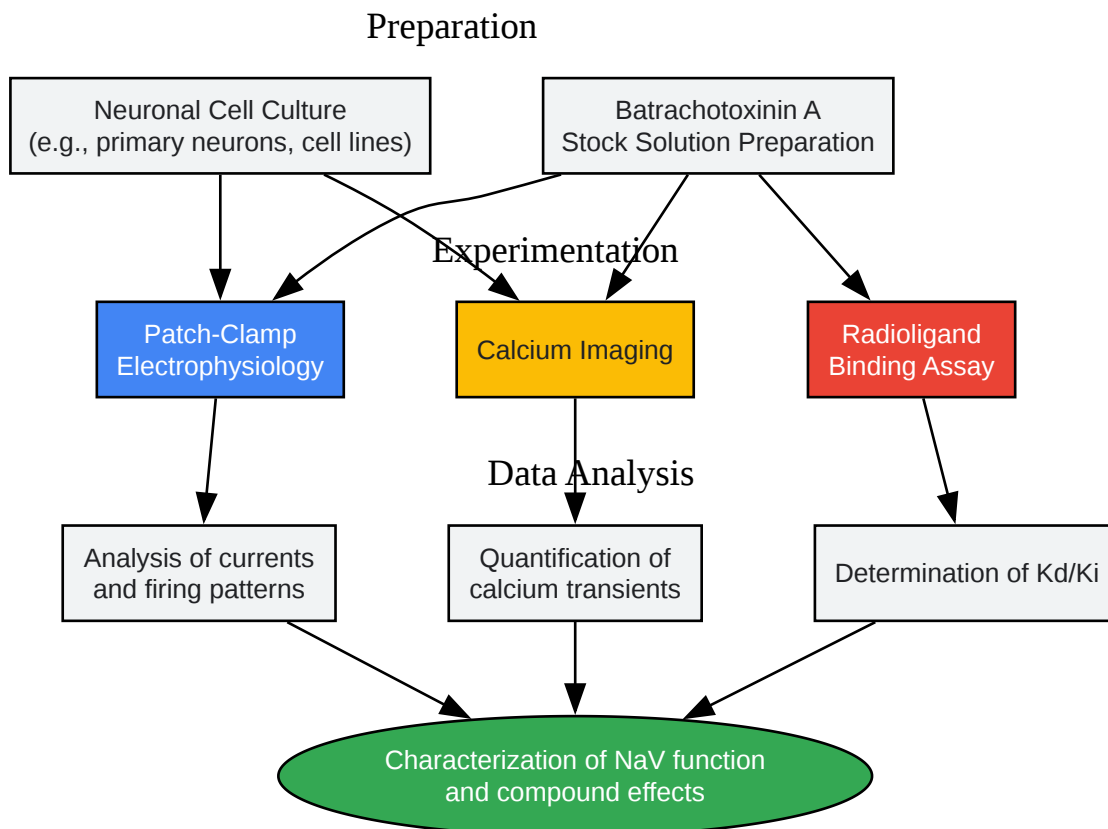 Preparation
Neuronal Cell Culture
(e.g., primary neurons, cell lines)
Batrachotoxinin A
Stock Solution Preparation
Experimentation
Patch-Clamp
Electrophysiology
Calcium Imaging
Radioligand
Binding Assay
Data Analysis
Analysis of currents
and firing patterns
Quantification of
calcium transients
Determination of Kd/Ki
Characterization of NaV function
and compound effects